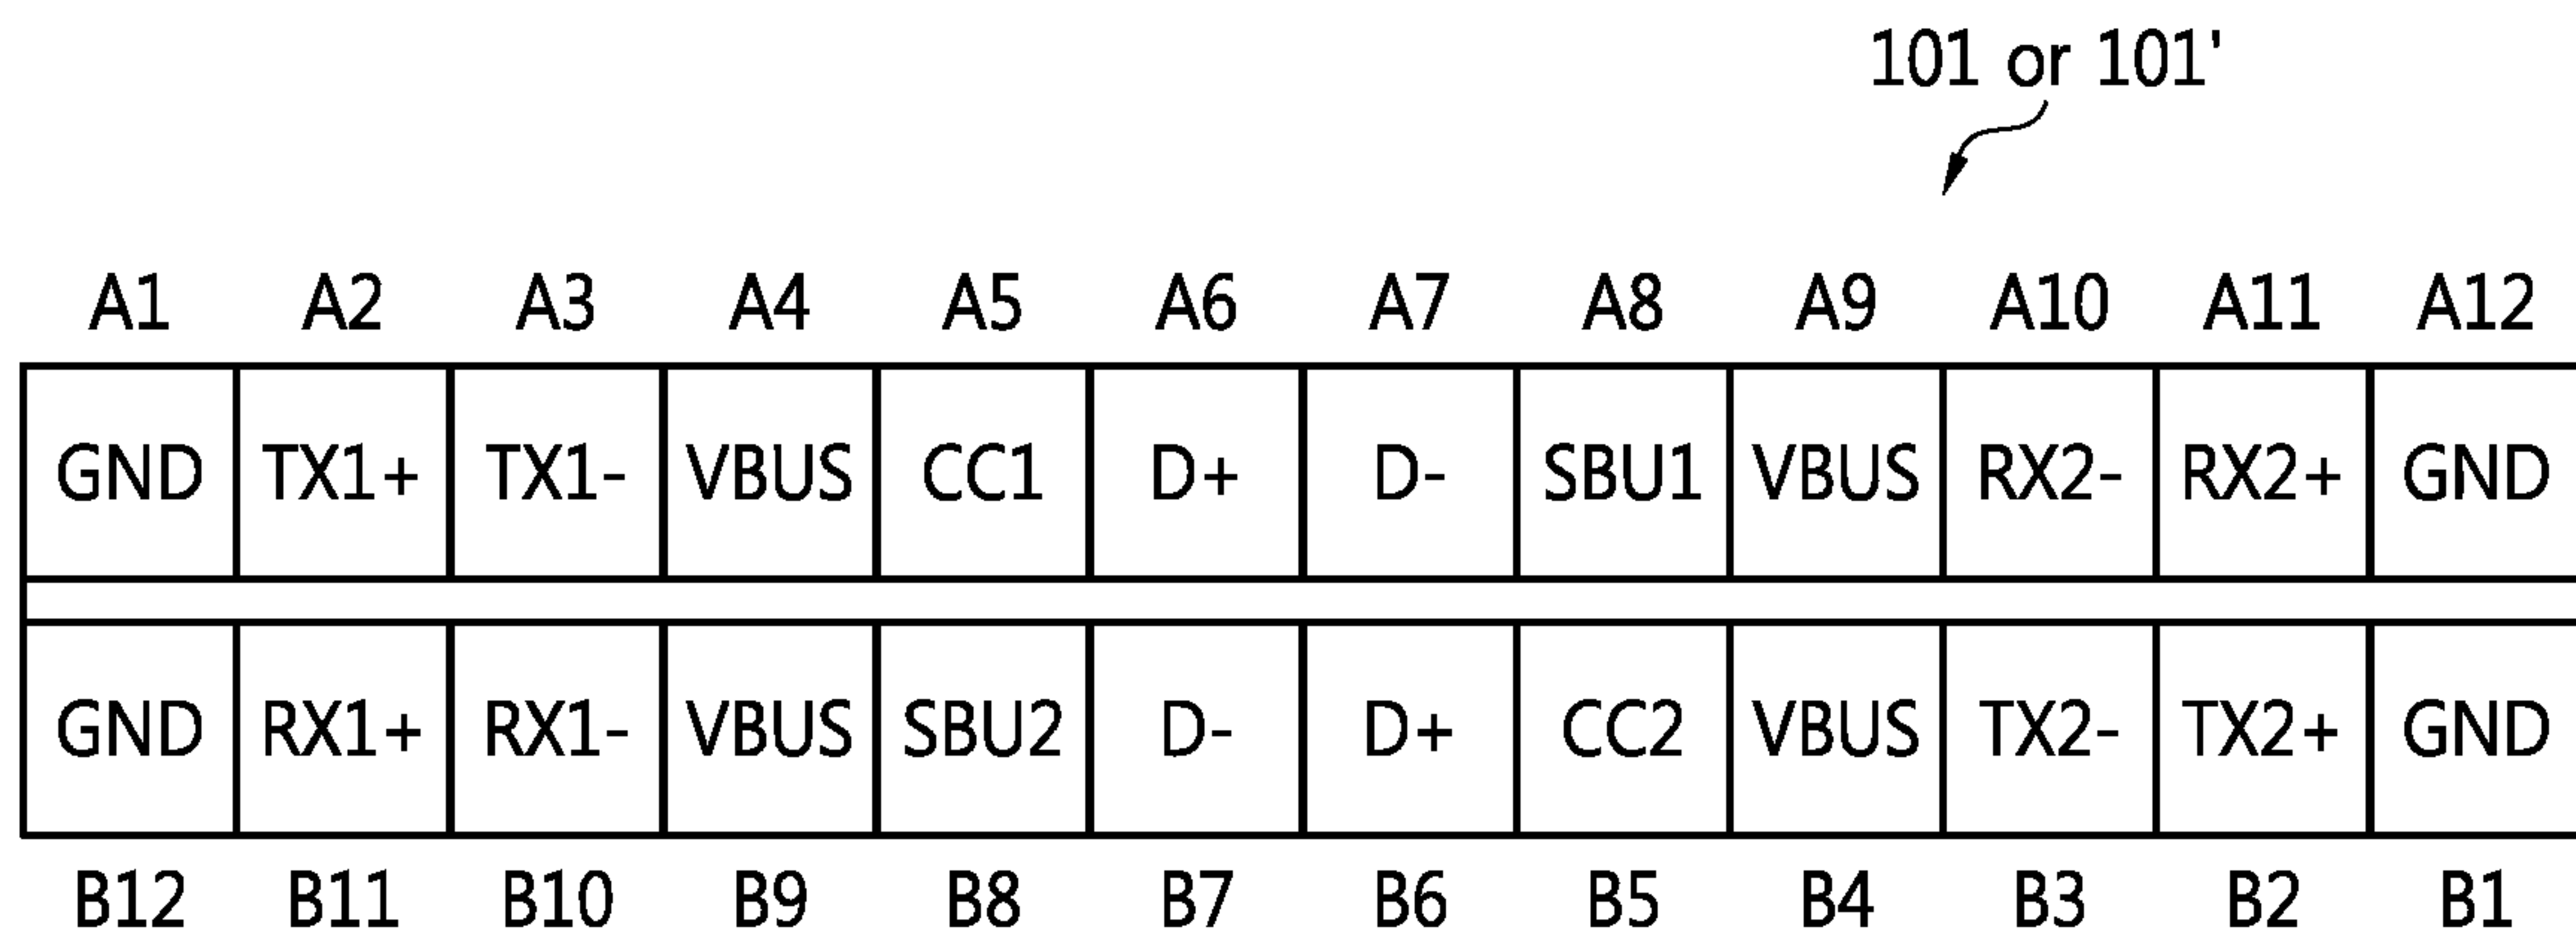 101 or 101'
A1 A2 A3 A4 A5 A6 A7 A8 A9 A10 A11 A12
GND TX1+ TX1- VBUS CC1 D+ D- SBU1 VBUS RX2- RX2+ GND
GND RX1+ RX1- VBUS SBU2 D- D+ CC2 VBUS TX2- TX2+ GND
B12 B11 B10 B9 B8 B7 B6 B5 B4 B3 B2 B1